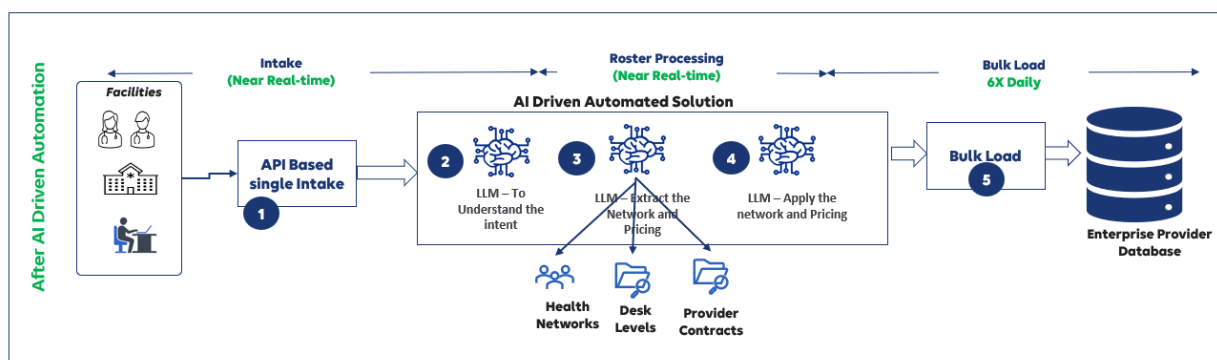 After AI Driven Automation
Intake
(Near Real-time)
Roster Processing
(Near Real-time)
Bulk Load
6X Daily
Facilities
AI Driven Automated Solution
API Based
single Intake
1
2
LLM – To
Understand the
intent
3
LLM – Extract the
Network and
Pricing
4
LLM – Apply the
network and Pricing
Bulk Load
5
Enterprise Provider
Database
Health
Networks
Desk
Levels
Provider
Contracts